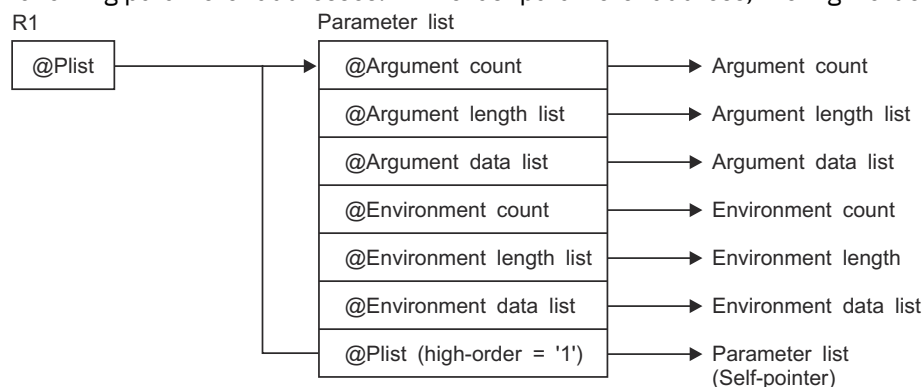 R1
Parameter list
@Plist
@Argument count
Argument count
@Argument length list
Argument length list
@Argument data list
Argument data list
@Environment count
Environment count
@Environment length list
Environment length
@Environment data list
Environment data list
@Plist (high-order = '1')
Parameter list
(Self-pointer)